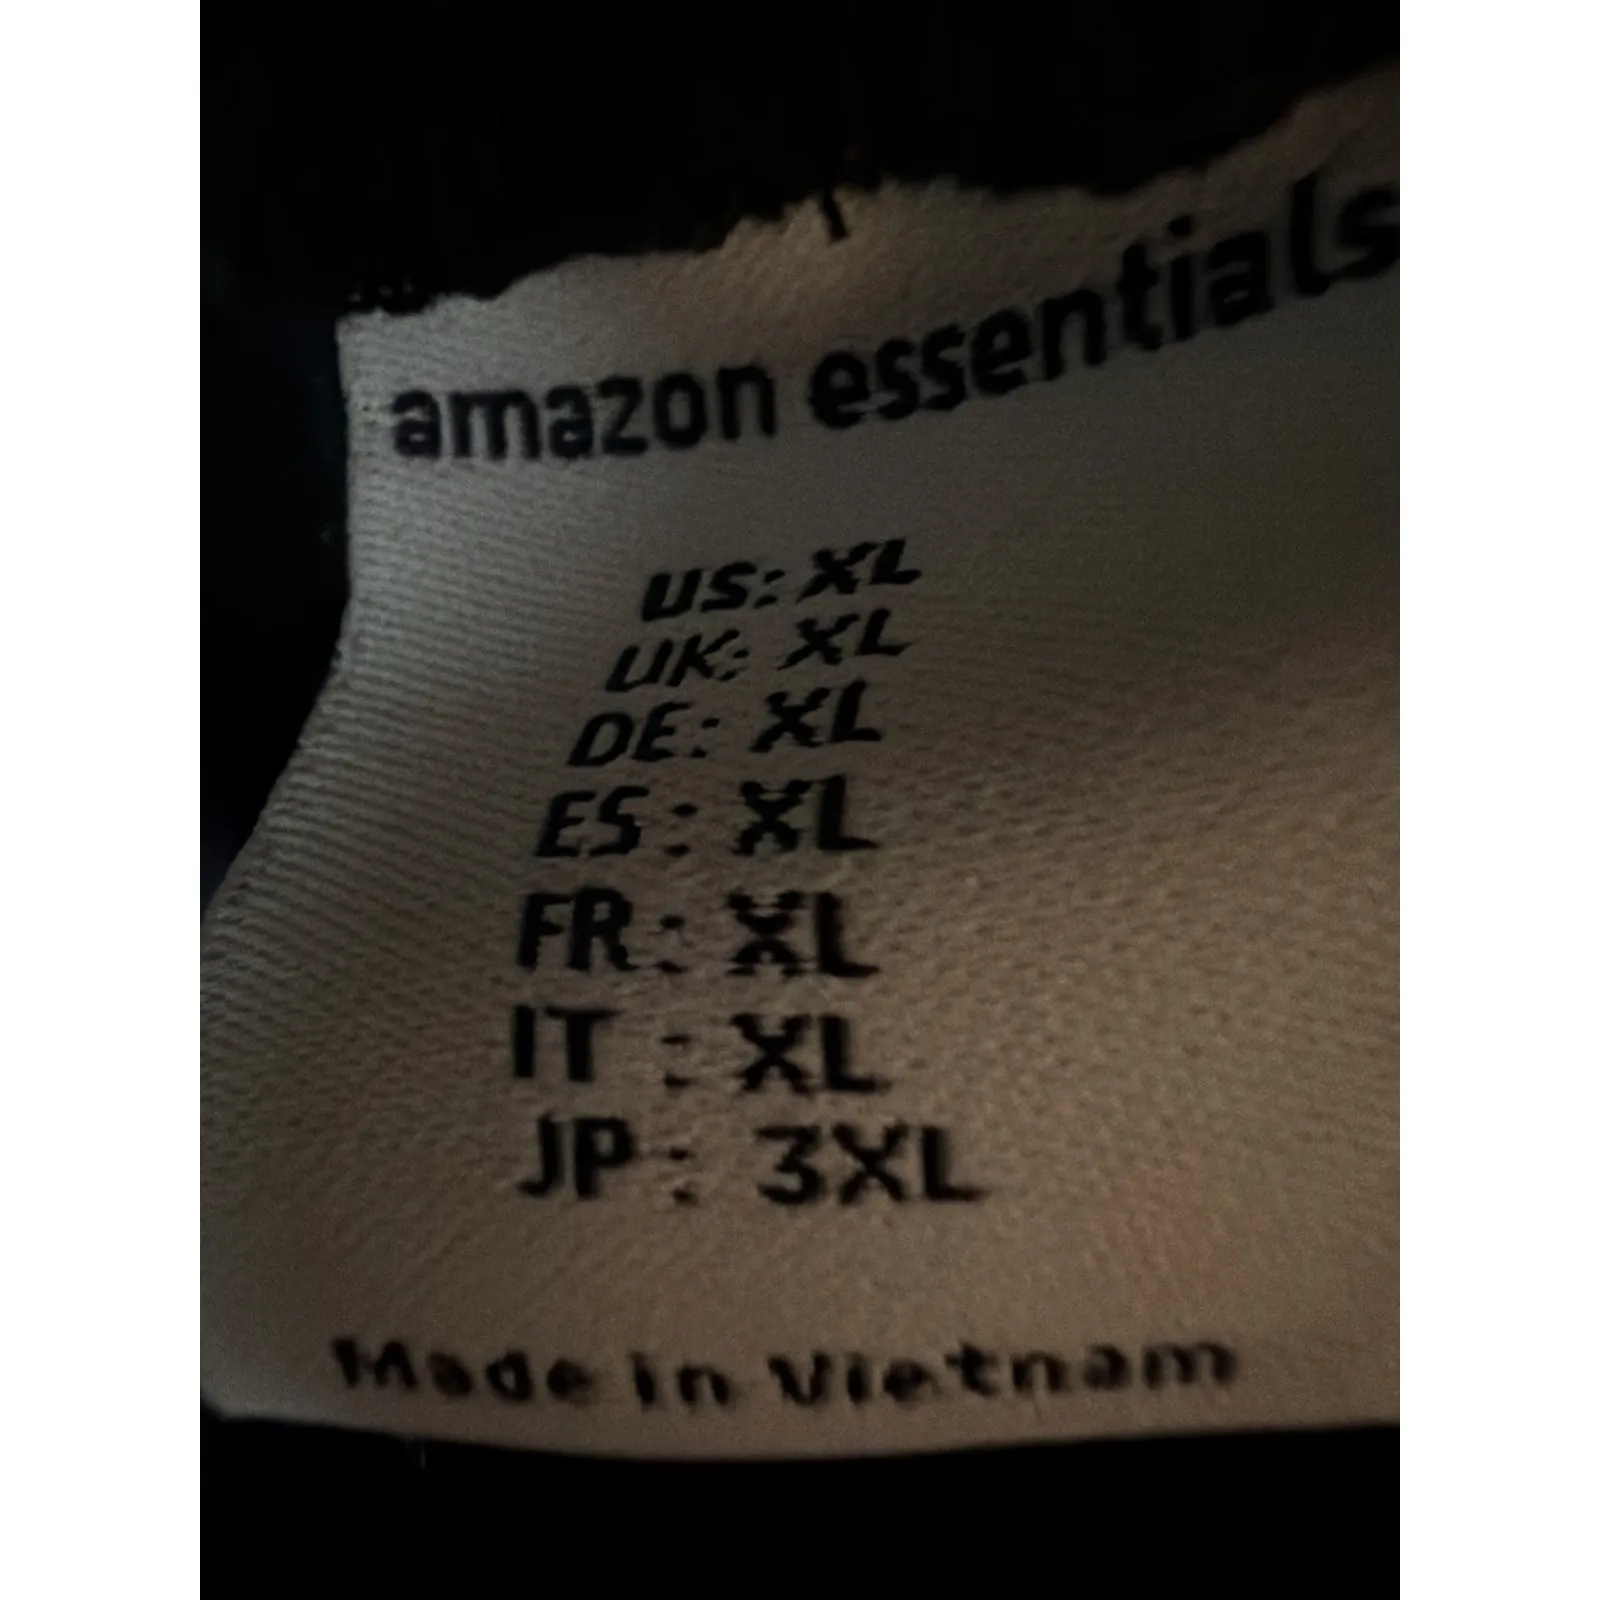 amazon essentials
US: XL
UK: XL
DE: XL
ES: XL
FR: XL
IT: XL
JP: 3XL
Made in Vietnam